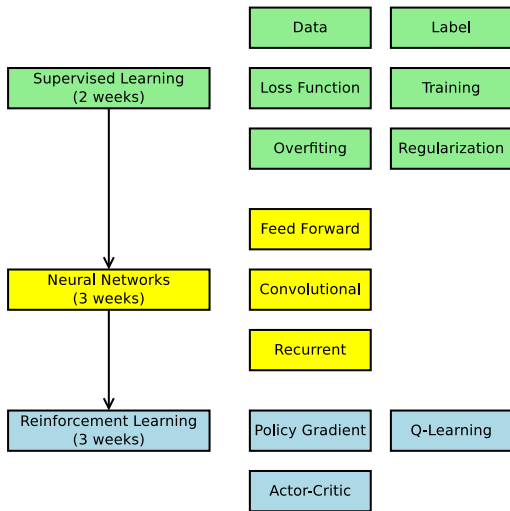 Data
Label
Supervised Learning
(2 weeks)
Loss Function
Training
Overfiting
Regularization
Feed Forward
Neural Networks
(3 weeks)
Convolutional
Recurrent
Reinforcement Learning
(3 weeks)
Policy Gradient
Q-Learning
Actor-Critic